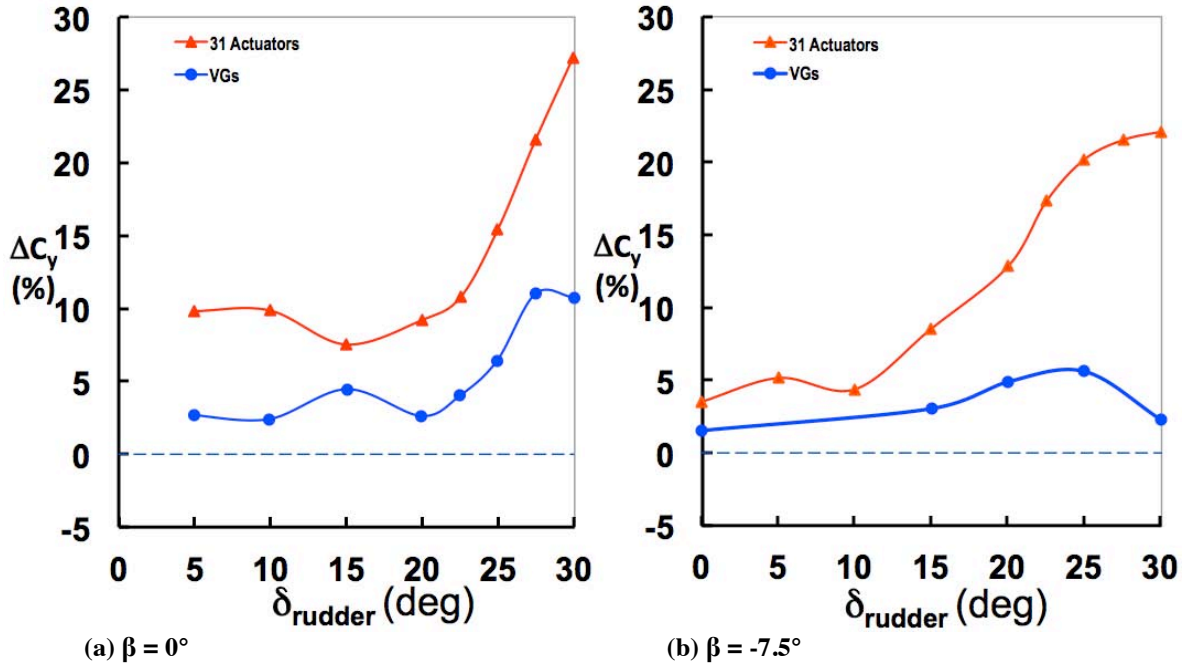 30
25
20
15
10
5
0
-5
ΔCy
(%)
31 Actuators
VGs
0 5 10 15 20 25 30
δrudder (deg)
(a) β = 0°
30
25
20
15
10
5
0
-5
ΔCy
(%)
31 Actuators
VGs
0 5 10 15 20 25 30
δrudder (deg)
(b) β = -7.5°